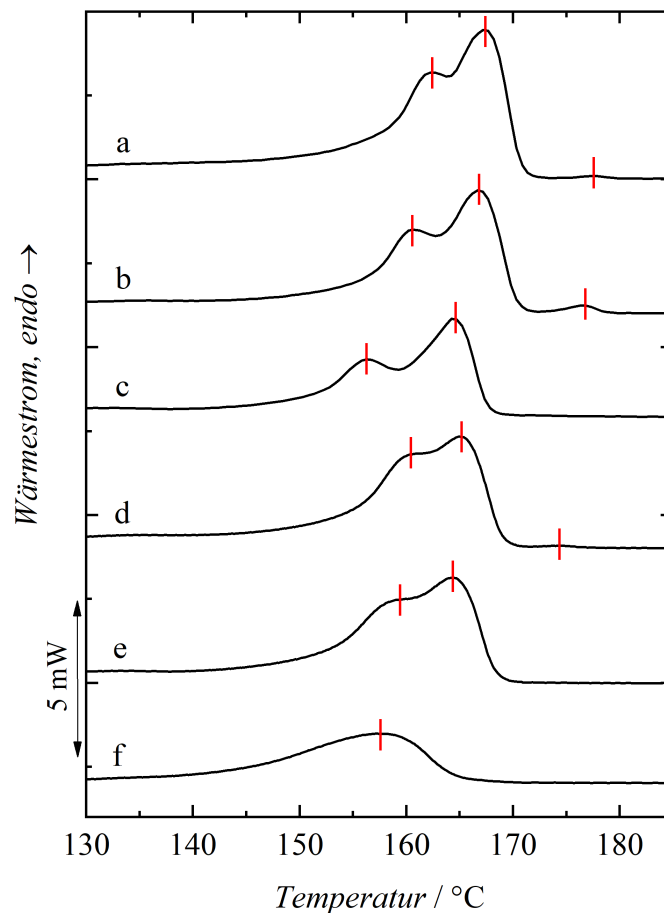 a
b
c
d
e
f
Wärmestrom, endo →
5 mW
130 140 150 160 170 180
Temperatur / °C